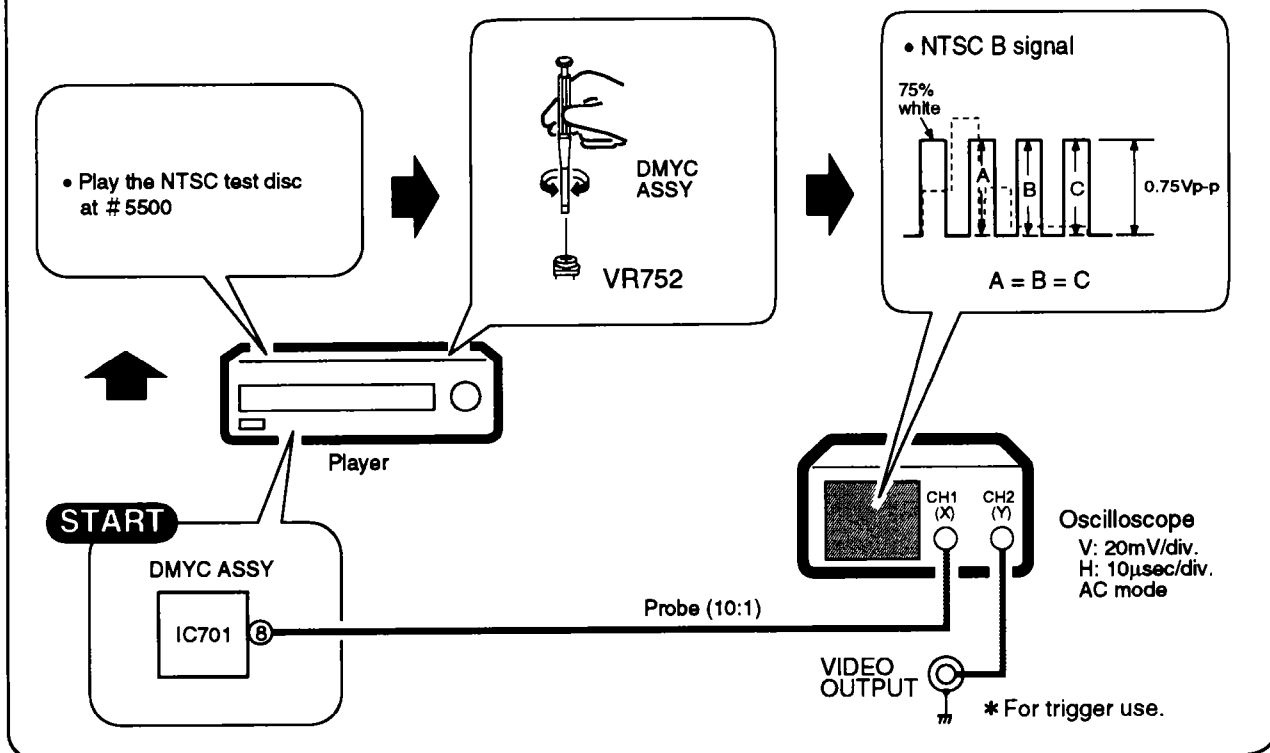 • Play the NTSC test disc
at # 5500
DMYC
ASSY
VR752
• NTSC B signal
75%
white
A
B
C
0.75Vp-p
A = B = C
Player
START
DMYC ASSY
IC701
8
Probe (10:1)
CH1
(X)
CH2
(Y)
Oscilloscope
V: 20mV/div.
H: 10μsec/div.
AC mode
VIDEO
OUTPUT
* For trigger use.